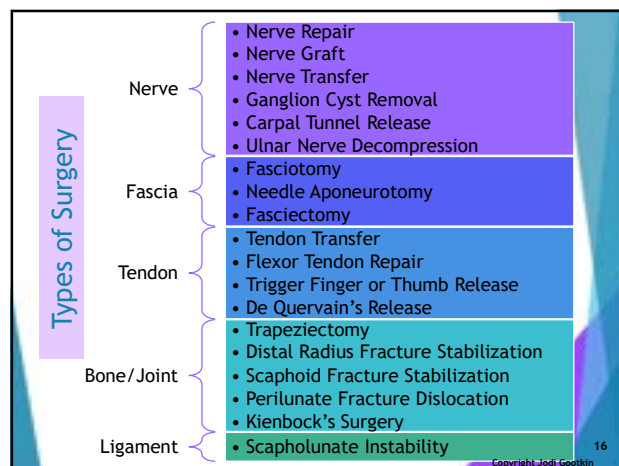 Types of Surgery
Nerve
• Nerve Repair
• Nerve Graft
• Nerve Transfer
• Ganglion Cyst Removal
• Carpal Tunnel Release
• Ulnar Nerve Decompression
Fascia
• Fasciotomy
• Needle Aponeurotomy
• Fasciectomy
Tendon
• Tendon Transfer
• Flexor Tendon Repair
• Trigger Finger or Thumb Release
• De Quervain's Release
Bone/Joint
• Trapeziectomy
• Distal Radius Fracture Stabilization
• Scaphoid Fracture Stabilization
• Perilunate Fracture Dislocation
• Kienbock's Surgery
Ligament
• Scapholunate Instability
16
Copyright Jodi Gootkin